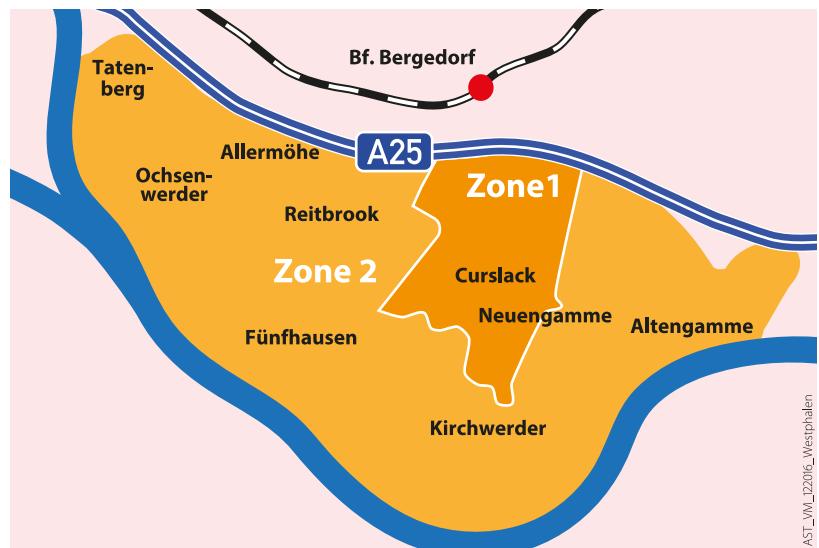 Bf. Bergedorf
Taten-
berg
A25
Allermöhe
Zone1
Ochsen-
werder
Reitbrook
Zone 2
Curslack
Neuengamme
Altengamme
Fünfhausen
Kirchwerder
AST_VM_122016_Westphalen